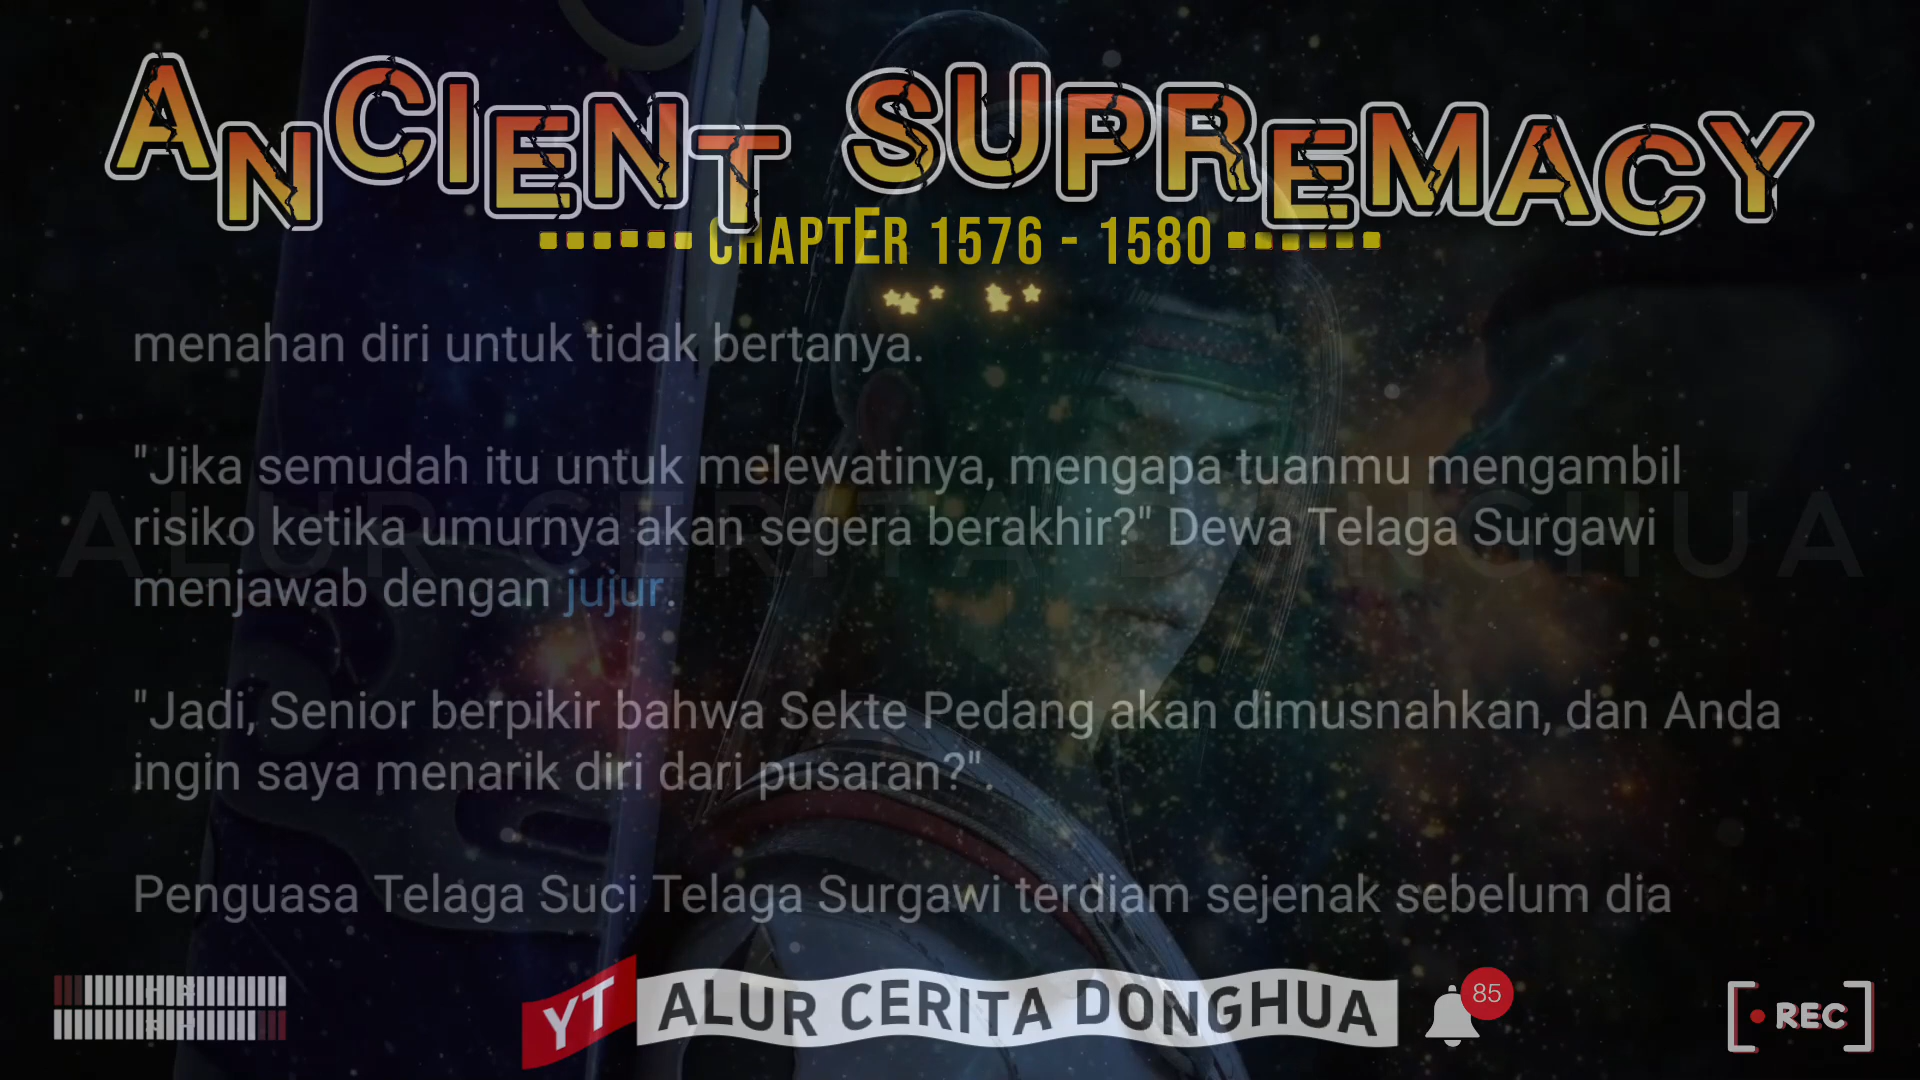 ANCIENT SUPREMACY
CHAPTER 1576 - 1580
menahan diri untuk tidak bertanya.
"Jika semudah itu untuk melewatinya, mengapa tuanmu mengambil
risiko ketika umurnya akan segera berakhir?" Dewa Telaga Surgawi
ALUR CERITA DONGHUA
menjawab dengan jujur.
"Jadi, Senior berpikir bahwa Sekte Pedang akan dimusnahkan, dan Anda
ingin saya menarik diri dari pusaran?".
Penguasa Telaga Suci Telaga Surgawi terdiam sejenak sebelum dia
YT ALUR CERITA DONGHUA 85
REC